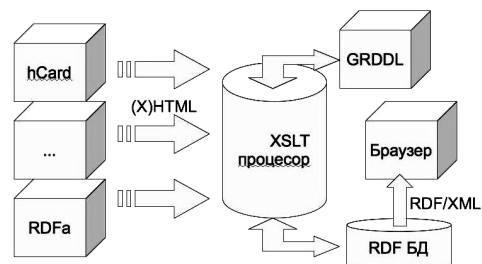 hCard
(X)HTML
...
RDFa
XSLT
процесор
GRDDL
Браузер
RDF/XML
RDF БД